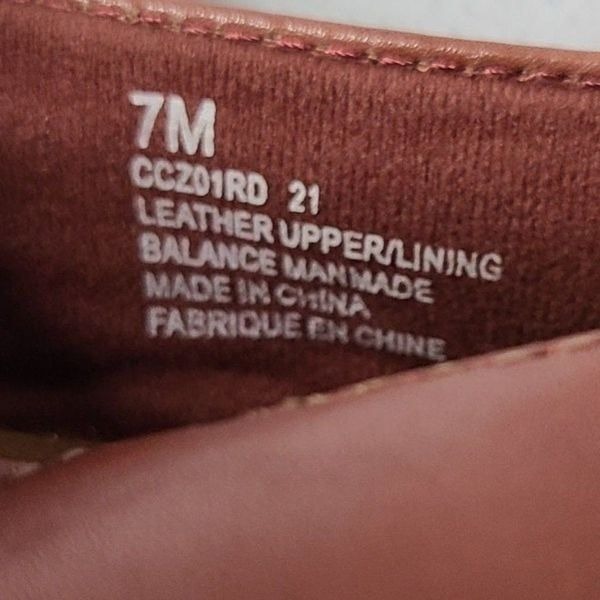 7M
CCZ01RD 21
LEATHER UPPER/LINING
BALANCE MANMADE
MADE IN CHINA
FABRIQUE EN CHINE